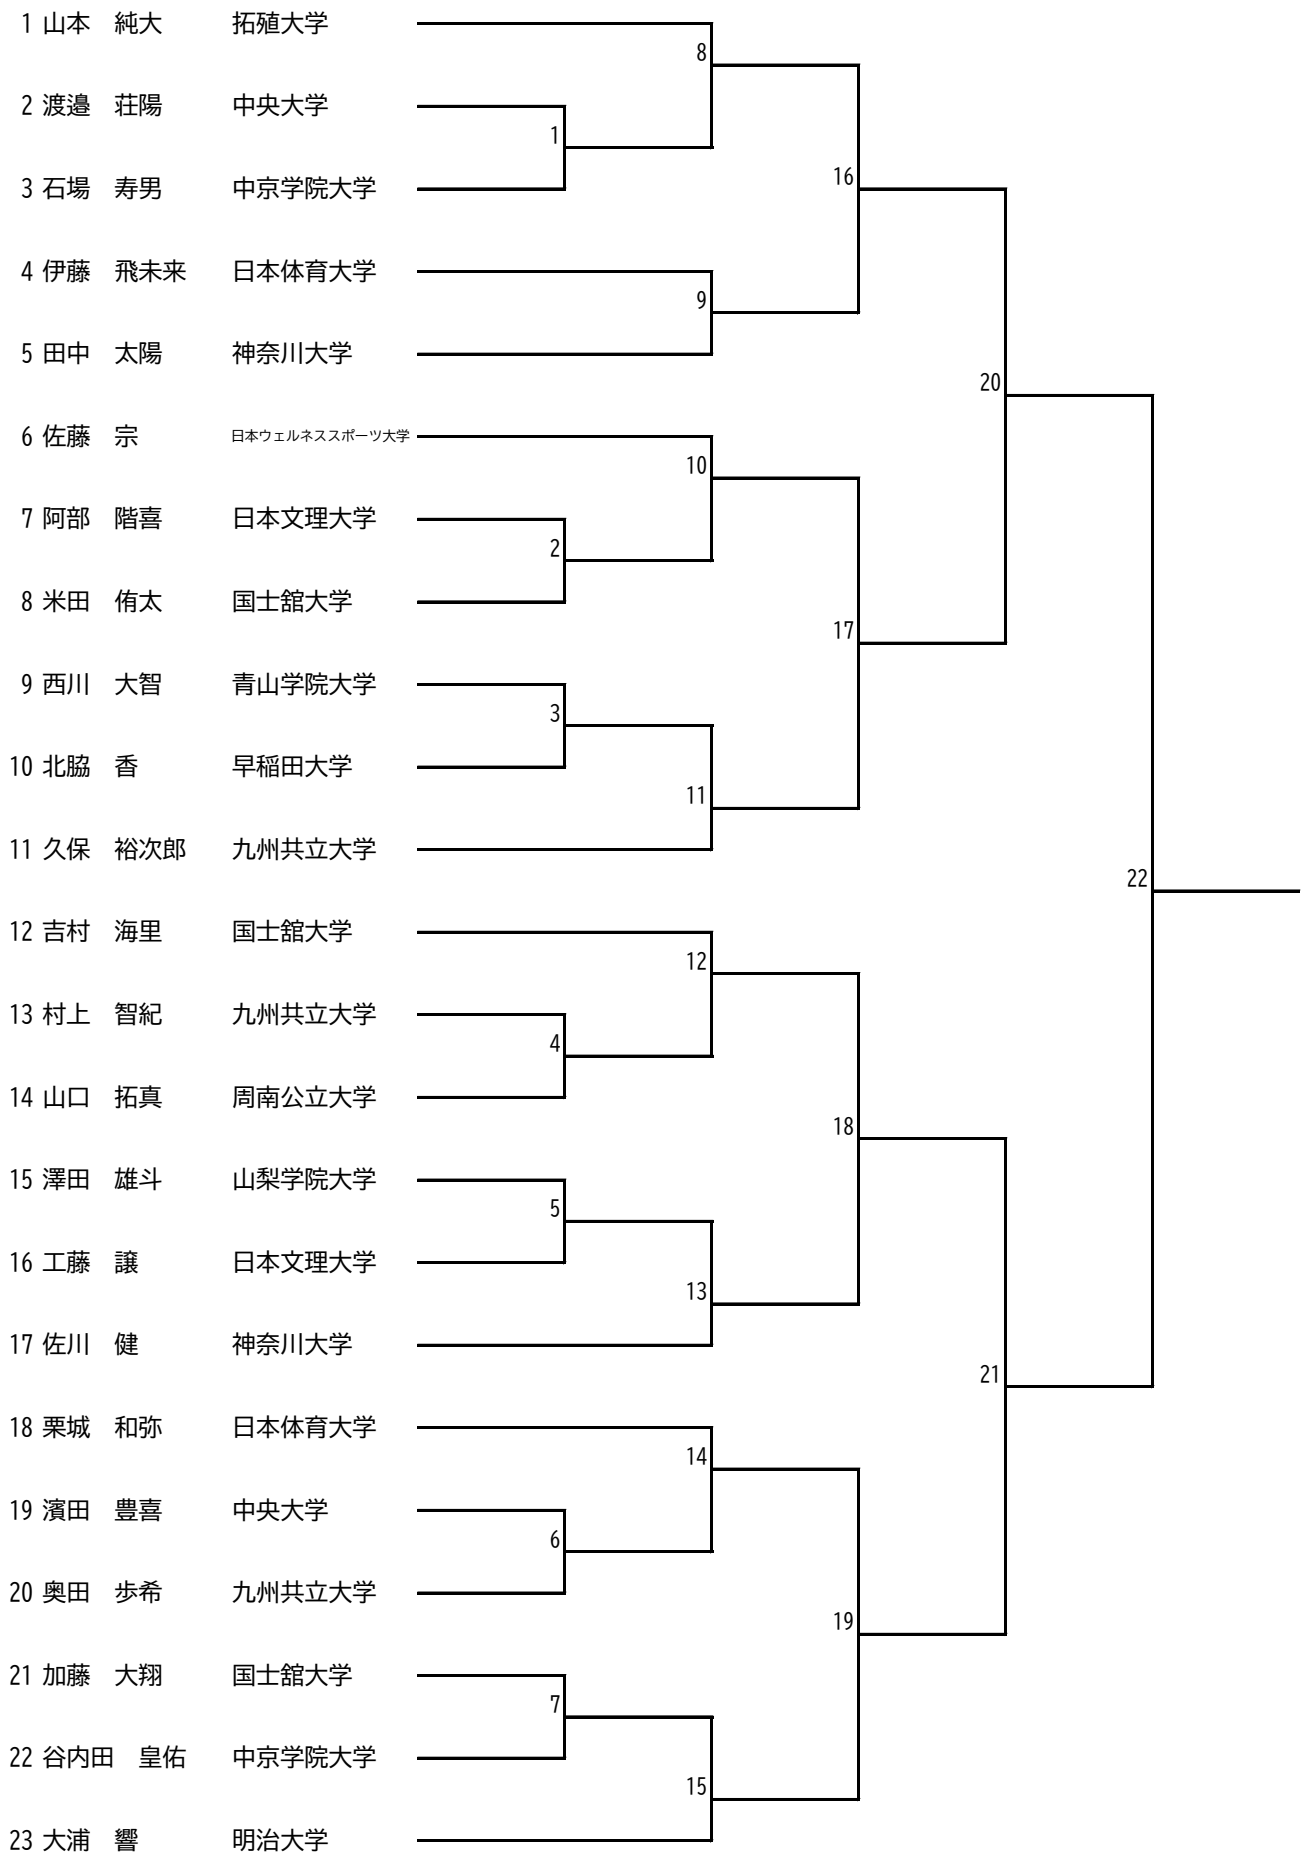 1 山本　純大　拓殖大学
8
2 渡邉　荘陽　中央大学
1
16
3 石場　寿男　中京学院大学
4 伊藤　飛未来　日本体育大学
9
5 田中　太陽　神奈川大学
20
6 佐藤　宗　日本ウェルネススポーツ大学
10
7 阿部　階喜　日本文理大学
2
8 米田　侑太　国士舘大学
17
9 西川　大智　青山学院大学
3
10 北脇　香　早稲田大学
11
11 久保　裕次郎　九州共立大学
22
12 吉村　海里　国士舘大学
12
13 村上　智紀　九州共立大学
4
14 山口　拓真　周南公立大学
18
15 澤田　雄斗　山梨学院大学
5
16 工藤　譲　日本文理大学
13
17 佐川　健　神奈川大学
21
18 栗城　和弥　日本体育大学
14
19 濱田　豊喜　中央大学
6
20 奥田　歩希　九州共立大学
19
21 加藤　大翔　国士舘大学
7
22 谷内田　皇佑　中京学院大学
15
23 大浦　響　明治大学